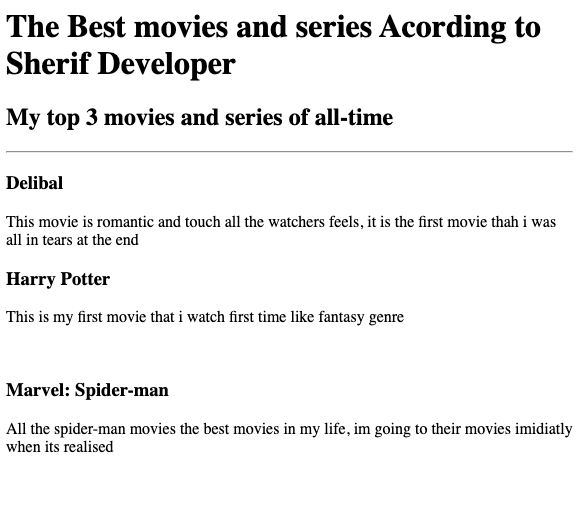 The Best movies and series Acording to
Sherif Developer
My top 3 movies and series of all-time
Delibal
This movie is romantic and touch all the watchers feels, it is the first movie thah i was
all in tears at the end
Harry Potter
This is my first movie that i watch first time like fantasy genre
Marvel: Spider-man
All the spider-man movies the best movies in my life, im going to their movies imidiatly
when its realised